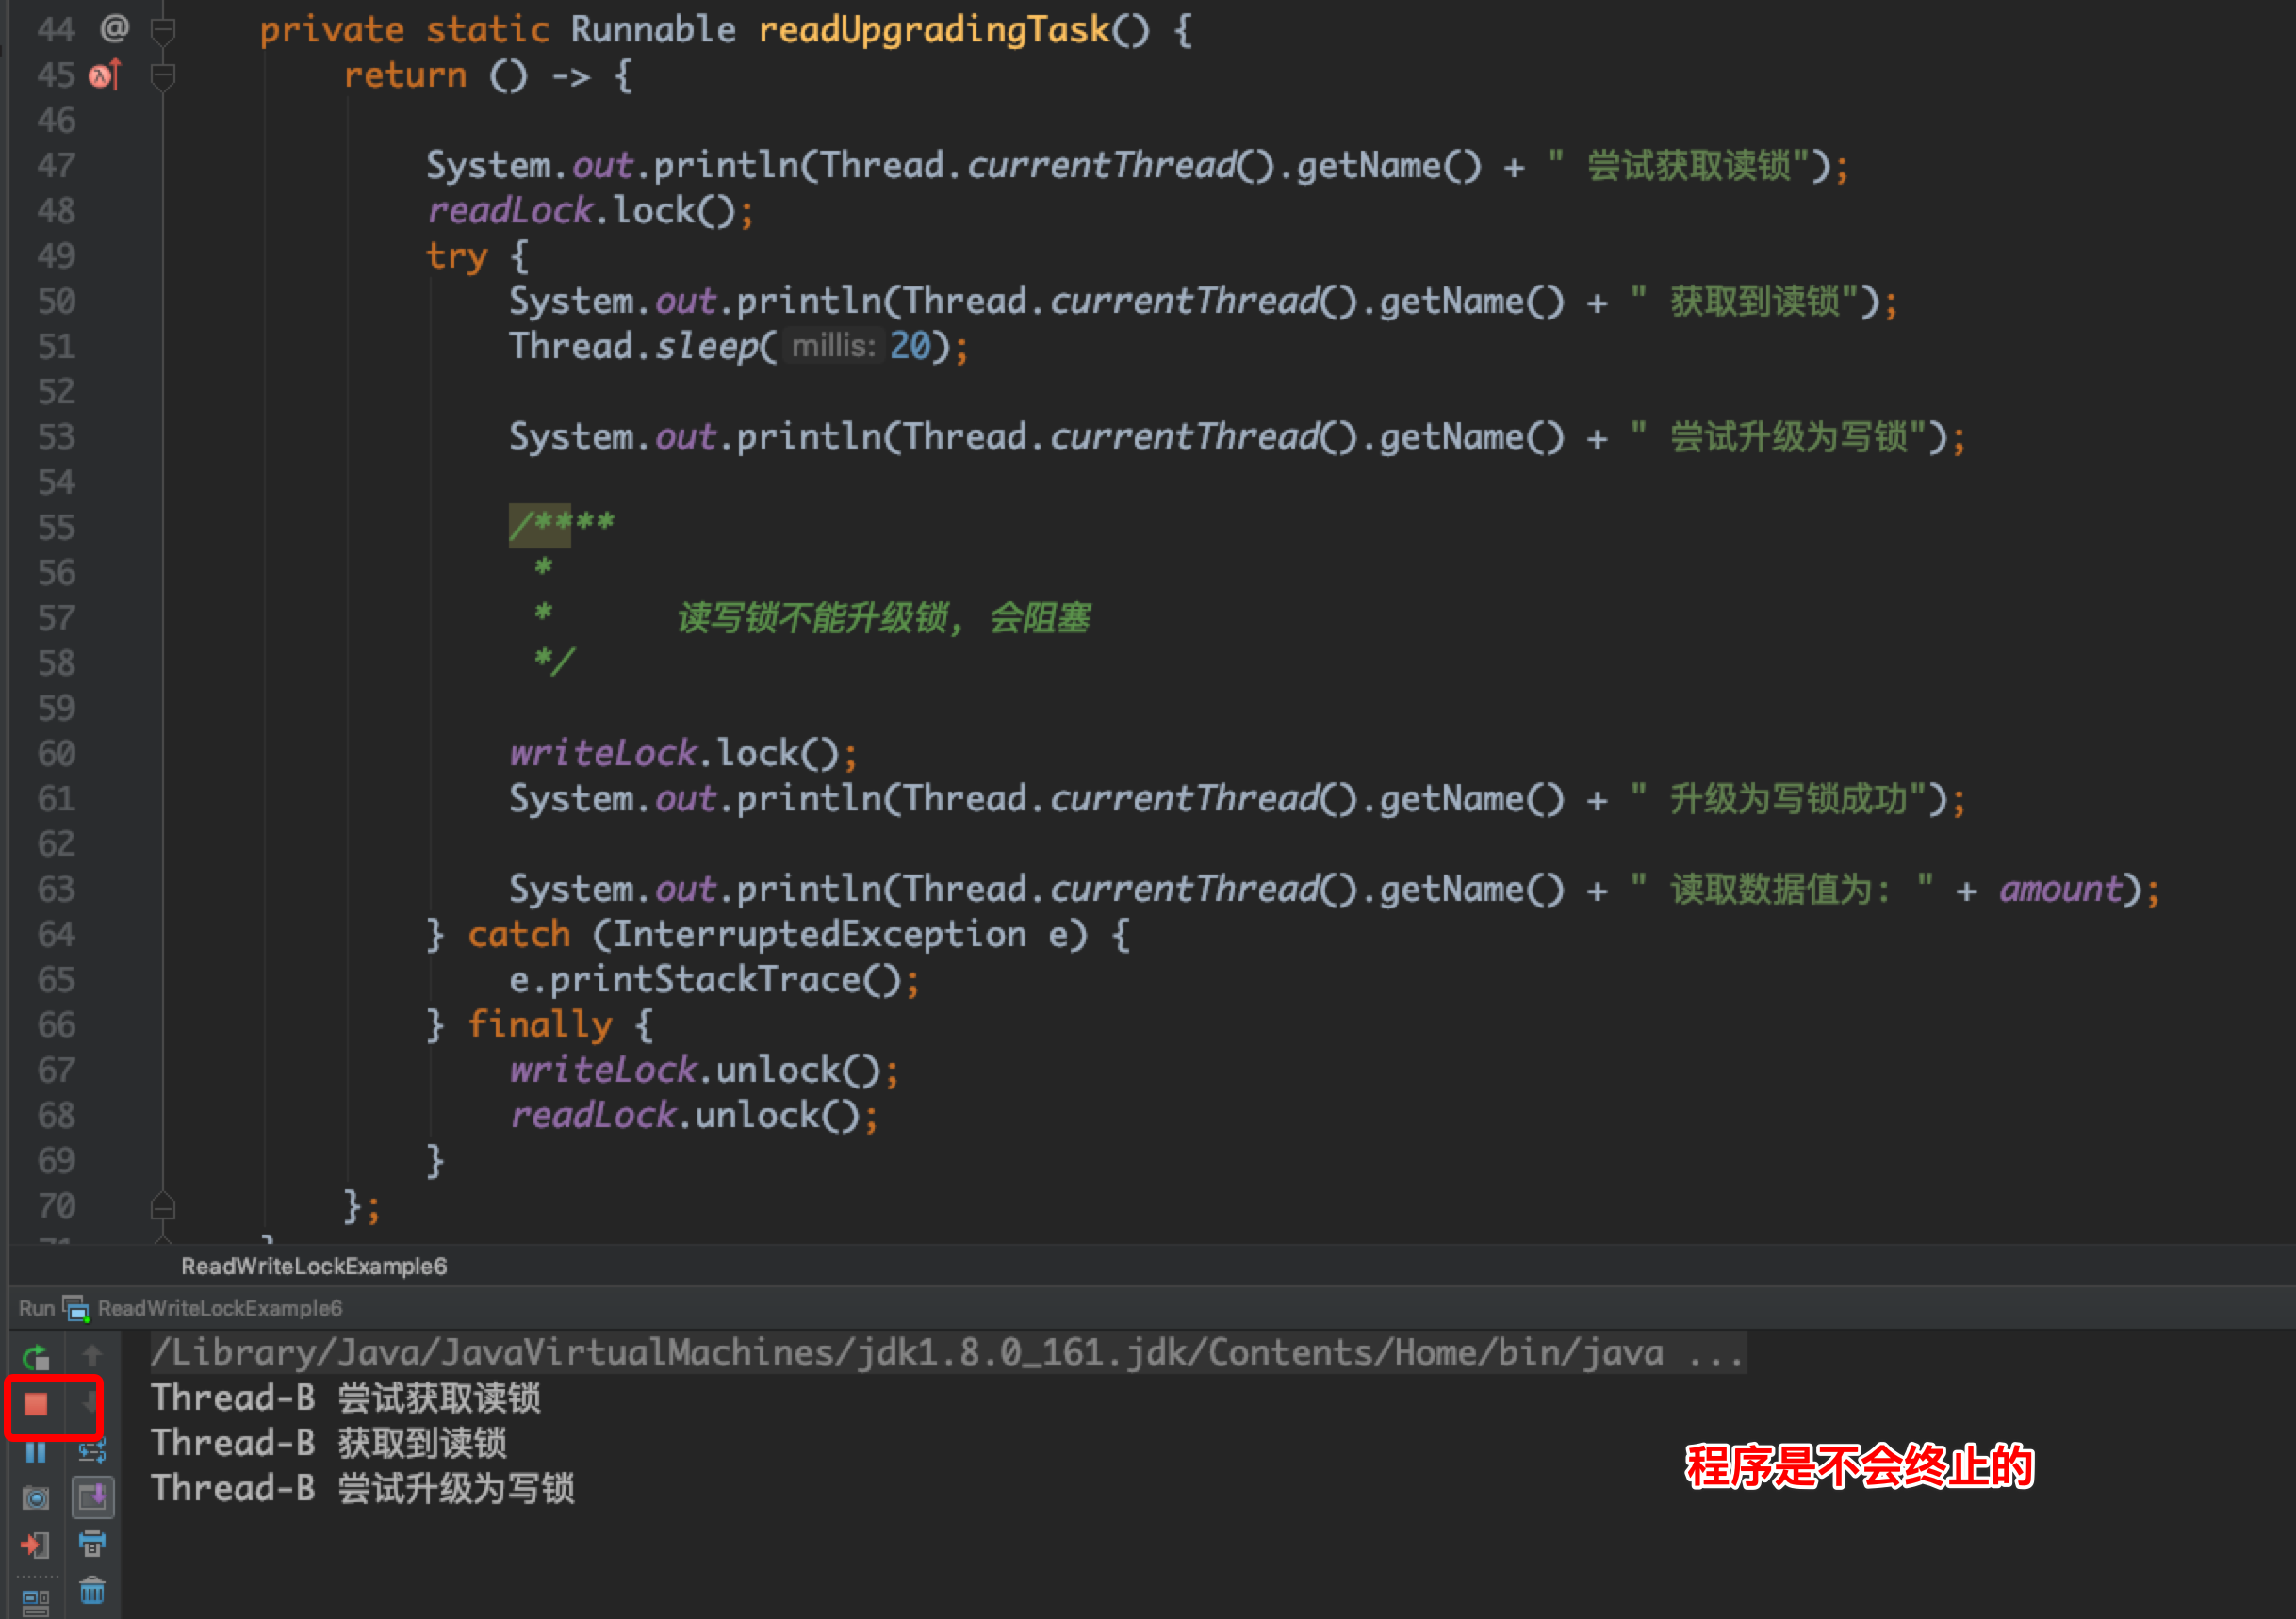 44 @ private static Runnable readUpgradingTask() {
45 return () -> {
46
47 System.out.println(Thread.currentThread().getName() + " 尝试获取读锁");
48 readLock.lock();
49 try {
50 System.out.println(Thread.currentThread().getName() + " 获取到读锁");
51 Thread.sleep( millis: 20);
52
53 System.out.println(Thread.currentThread().getName() + " 尝试升级为写锁");
54
55 /****
56 *
57 * 读写锁不能升级锁, 会阻塞
58 */
59
60 writeLock.lock();
61 System.out.println(Thread.currentThread().getName() + " 升级为写锁成功");
62
63 System.out.println(Thread.currentThread().getName() + " 读取数据值为: " + amount);
64 } catch (InterruptedException e) {
65 e.printStackTrace();
66 } finally {
67 writeLock.unlock();
68 readLock.unlock();
69 }
70 };
71 }
ReadWriteLockExample6
Run ReadWriteLockExample6
/Library/Java/JavaVirtualMachines/jdk1.8.0_161.jdk/Contents/Home/bin/java ...
Thread-B 尝试获取读锁
Thread-B 获取到读锁
Thread-B 尝试升级为写锁
程序是不会终止的